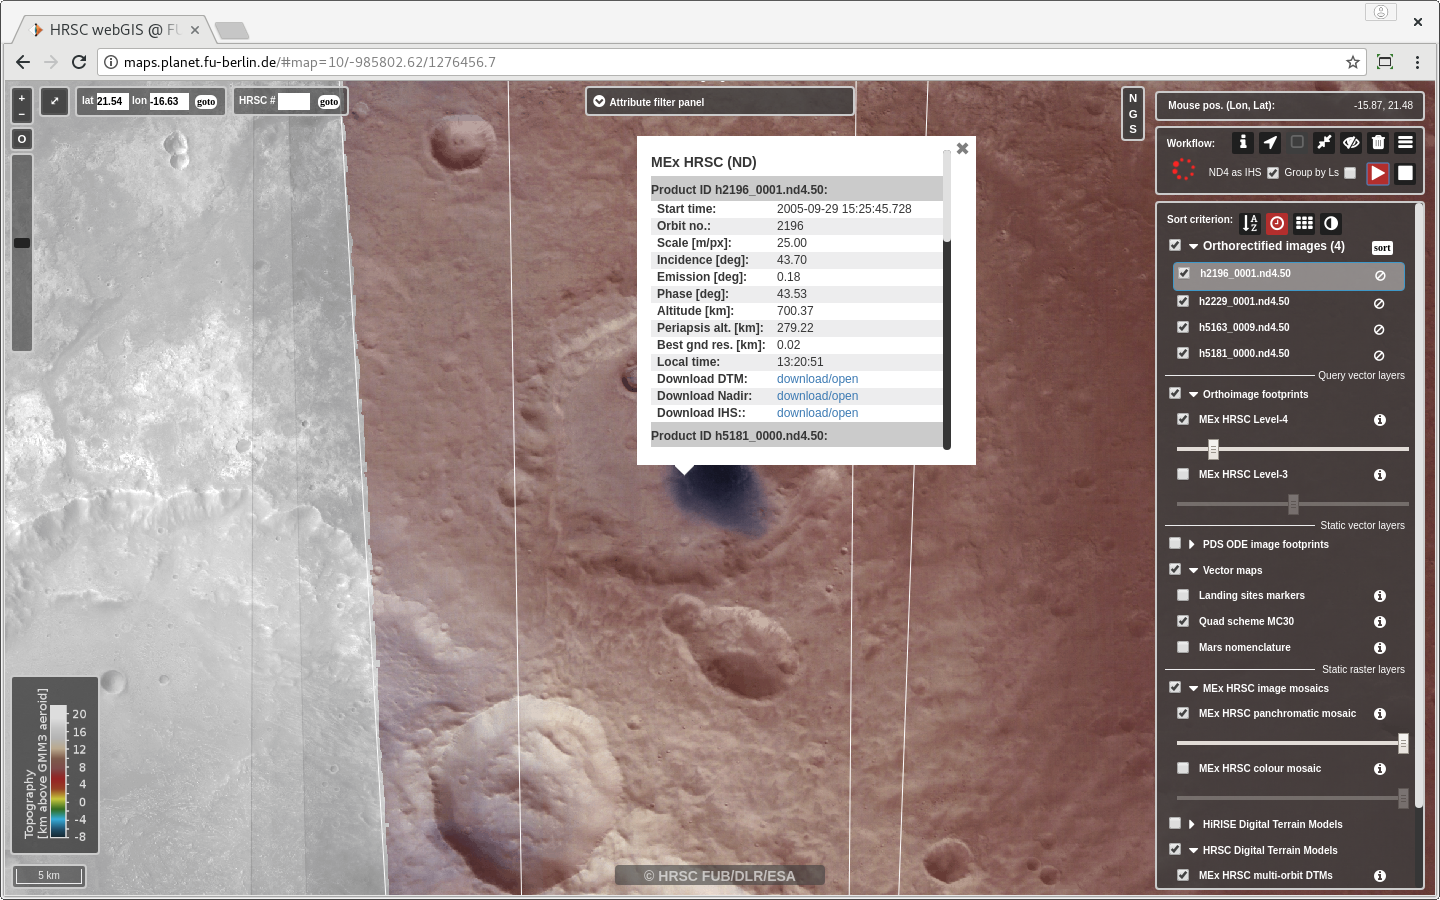 HRSC webGIS @ FU
maps.planet.fu-berlin.de/#map=10/-985802.62/1276456.7
+
−
O
lat 21.54 lon -16.63 goto
HRSC # goto
Attribute filter panel
N
G
S
MEx HRSC (ND)
Product ID h2196_0001.nd4.50:
Start time: 2005-09-29 15:25:45.728
Orbit no.: 2196
Scale [m/px]: 25.00
Incidence [deg]: 43.70
Emission [deg]: 0.18
Phase [deg]: 43.53
Altitude [km]: 700.37
Periapsis alt. [km]: 279.22
Best gnd res. [km]: 0.02
Local time: 13:20:51
Download DTM: download/open
Download Nadir: download/open
Download IHS:: download/open
Product ID h5181_0000.nd4.50:
Mouse pos. (Lon, Lat): -15.87, 21.48
Workflow:
ND4 as IHS Group by Ls
Sort criterion:
A
Z
Orthorectified images (4) sort
h2196_0001.nd4.50
h2229_0001.nd4.50
h5163_0009.nd4.50
h5181_0000.nd4.50
Query vector layers
Orthoimage footprints
MEx HRSC Level-4
MEx HRSC Level-3
Static vector layers
PDS ODE image footprints
Vector maps
Landing sites markers
Quad scheme MC30
Mars nomenclature
Static raster layers
MEx HRSC image mosaics
MEx HRSC panchromatic mosaic
MEx HRSC colour mosaic
HiRISE Digital Terrain Models
HRSC Digital Terrain Models
MEx HRSC multi-orbit DTMs
Topography
[km above GMM3 aeroid]
20
16
12
8
4
0
-4
-8
5 km
© HRSC FUB/DLR/ESA